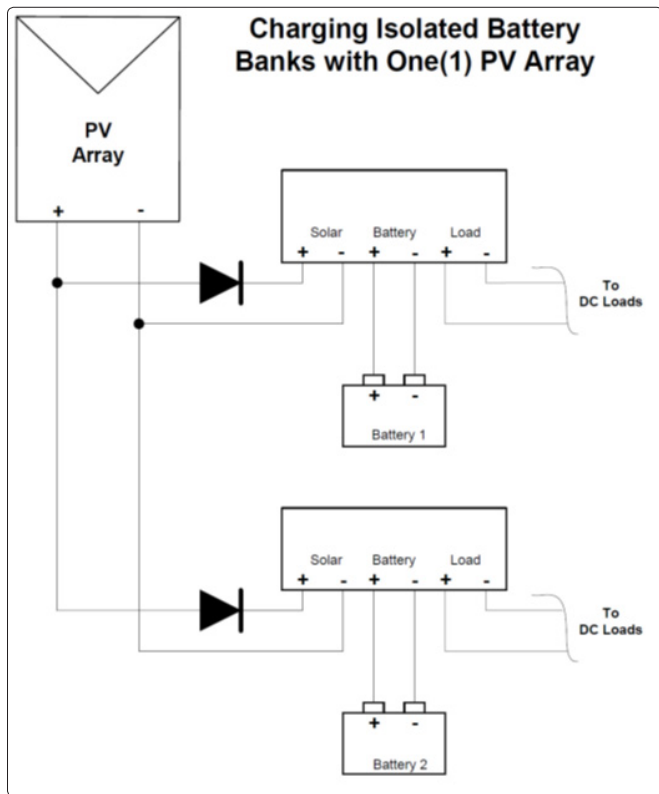 Charging Isolated Battery
Banks with One(1) PV Array
PV
Array
+ -
Solar Battery Load
+ - + - + -
To
DC Loads
+ -
Battery 1
Solar Battery Load
+ - + - + -
To
DC Loads
+ -
Battery 2